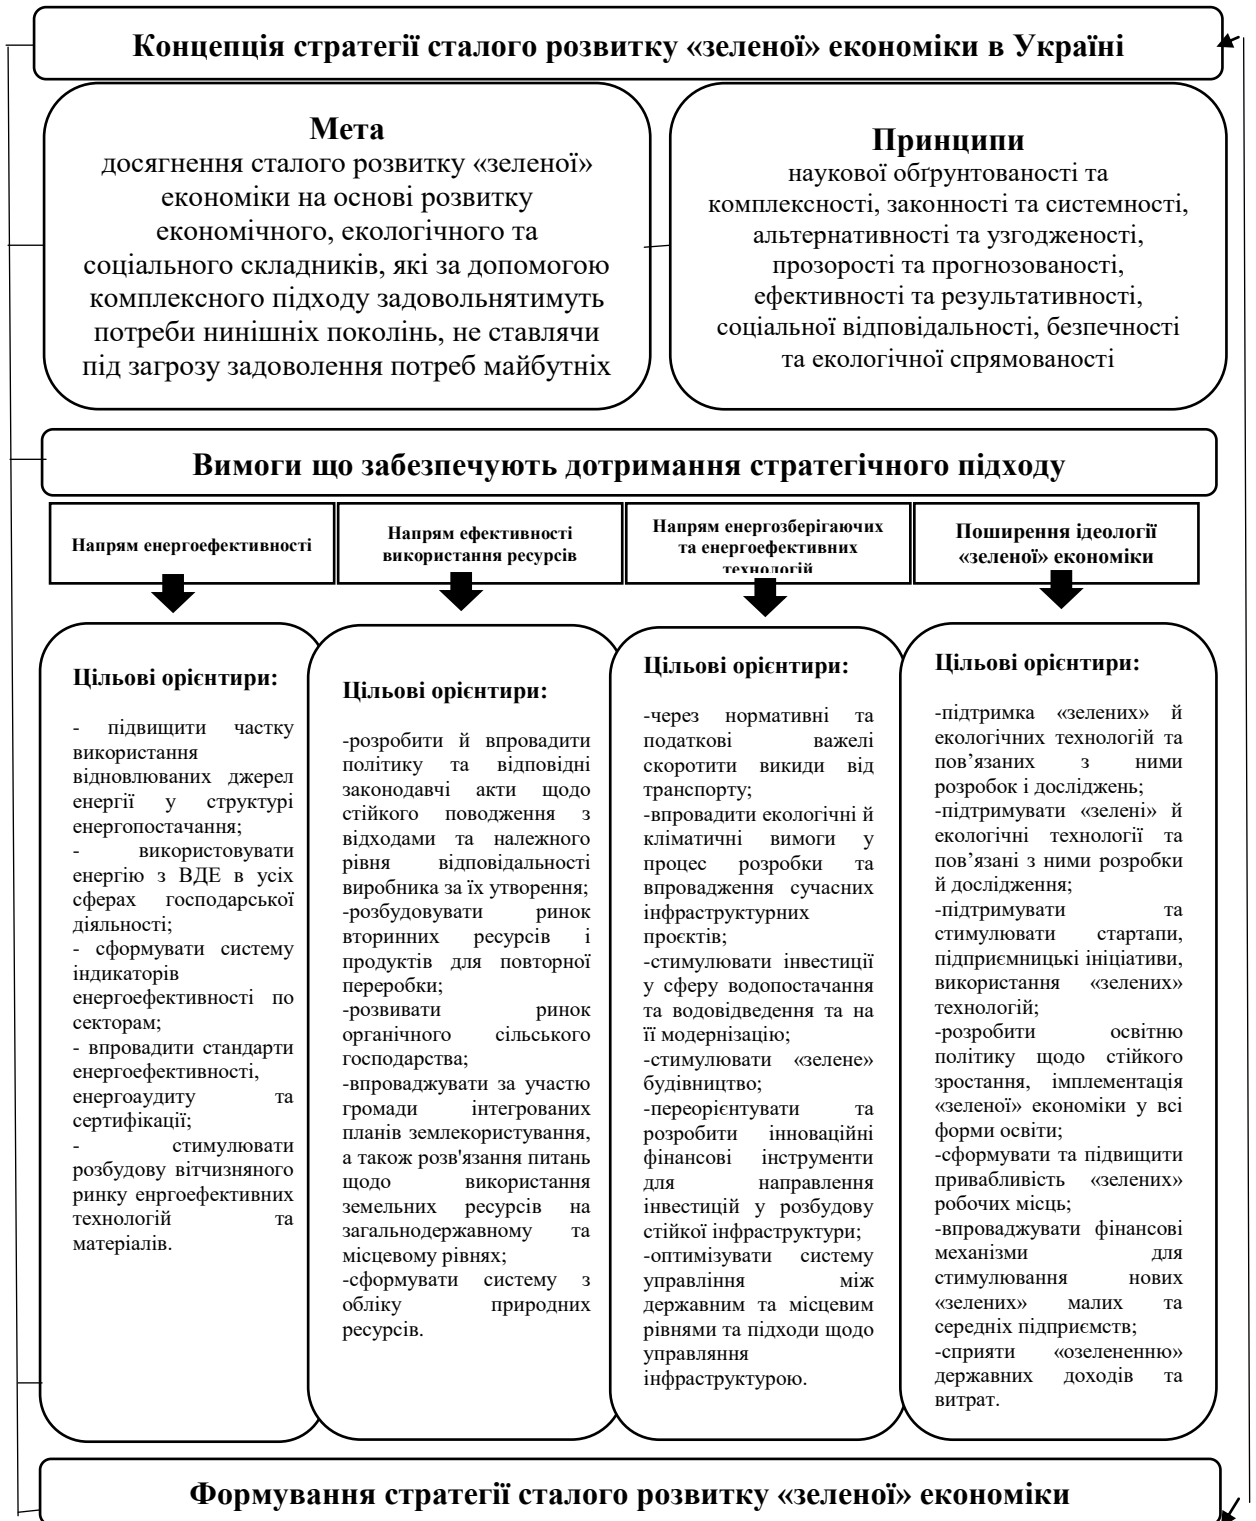 Концепція стратегії сталого розвитку «зеленої» економіки в Україні
Мета
досягнення сталого розвитку «зеленої»
економіки на основі розвитку
економічного, екологічного та
соціального складників, які за допомогою
комплексного підходу задовольнятимуть
потреби нинішніх поколінь, не ставлячи
під загрозу задоволення потреб майбутніх
Принципи
наукової обґрунтованості та
комплексності, законності та системності,
альтернативності та узгодженості,
прозорості та прогнозованості,
ефективності та результативності,
соціальної відповідальності, безпечності
та екологічної спрямованості
Вимоги що забезпечують дотримання стратегічного підходу
Напрям енергоефективності
Напрям ефективності
використання ресурсів
Напрям енергозберігаючих
та енергоефективних
технологій
Поширення ідеології
«зеленої» економіки
Цільові орієнтири:
- підвищити частку
використання
відновлюваних джерел
енергії у структурі
енергопостачання;
- використовувати
енергію з ВДЕ в усіх
сферах господарської
діяльності;
- сформувати систему
індикаторів
енергоефективності по
секторам;
- впровадити стандарти
енергоефективності,
енергоаудиту та
сертифікації;
- стимулювати
розбудову вітчизняного
ринку енргоефективних
технологій та
матеріалів.
Цільові орієнтири:
-розробити й впровадити
політику та відповідні
законодавчі акти щодо
стійкого поводження з
відходами та належного
рівня відповідальності
виробника за їх утворення;
-розбудовувати ринок
вторинних ресурсів і
продуктів для повторної
переробки;
-розвивати ринок
органічного сільського
господарства;
-впроваджувати за участю
громади інтегрованих
планів землекористування,
а також розв'язання питань
щодо використання
земельних ресурсів на
загальнодержавному та
місцевому рівнях;
-сформувати систему з
обліку природних
ресурсів.
Цільові орієнтири:
-через нормативні та
податкові важелі
скоротити викиди від
транспорту;
-впровадити екологічні й
кліматичні вимоги у
процес розробки та
впровадження сучасних
інфраструктурних
проєктів;
-стимулювати інвестиції
у сферу водопостачання
та водовідведення та на
її модернізацію;
-стимулювати «зелене»
будівництво;
-переорієнтувати та
розробити інноваційні
фінансові інструменти
для направлення
інвестицій у розбудову
стійкої інфраструктури;
-оптимізувати систему
управління між
державним та місцевим
рівнями та підходи щодо
управляння
інфраструктурою.
Цільові орієнтири:
-підтримка «зелених» й
екологічних технологій та
пов’язаних з ними
розробок і досліджень;
-підтримувати «зелені» й
екологічні технології та
пов’язані з ними розробки
й дослідження;
-підтримувати та
стимулювати стартапи,
підприємницькі ініціативи,
використання «зелених»
технологій;
-розробити освітню
політику щодо стійкого
зростання, імплементація
«зеленої» економіки у всі
форми освіти;
-сформувати та підвищити
привабливість «зелених»
робочих місць;
-впроваджувати фінансові
механізми для
стимулювання нових
«зелених» малих та
середніх підприємств;
-сприяти «озелененню»
державних доходів та
витрат.
Формування стратегії сталого розвитку «зеленої» економіки